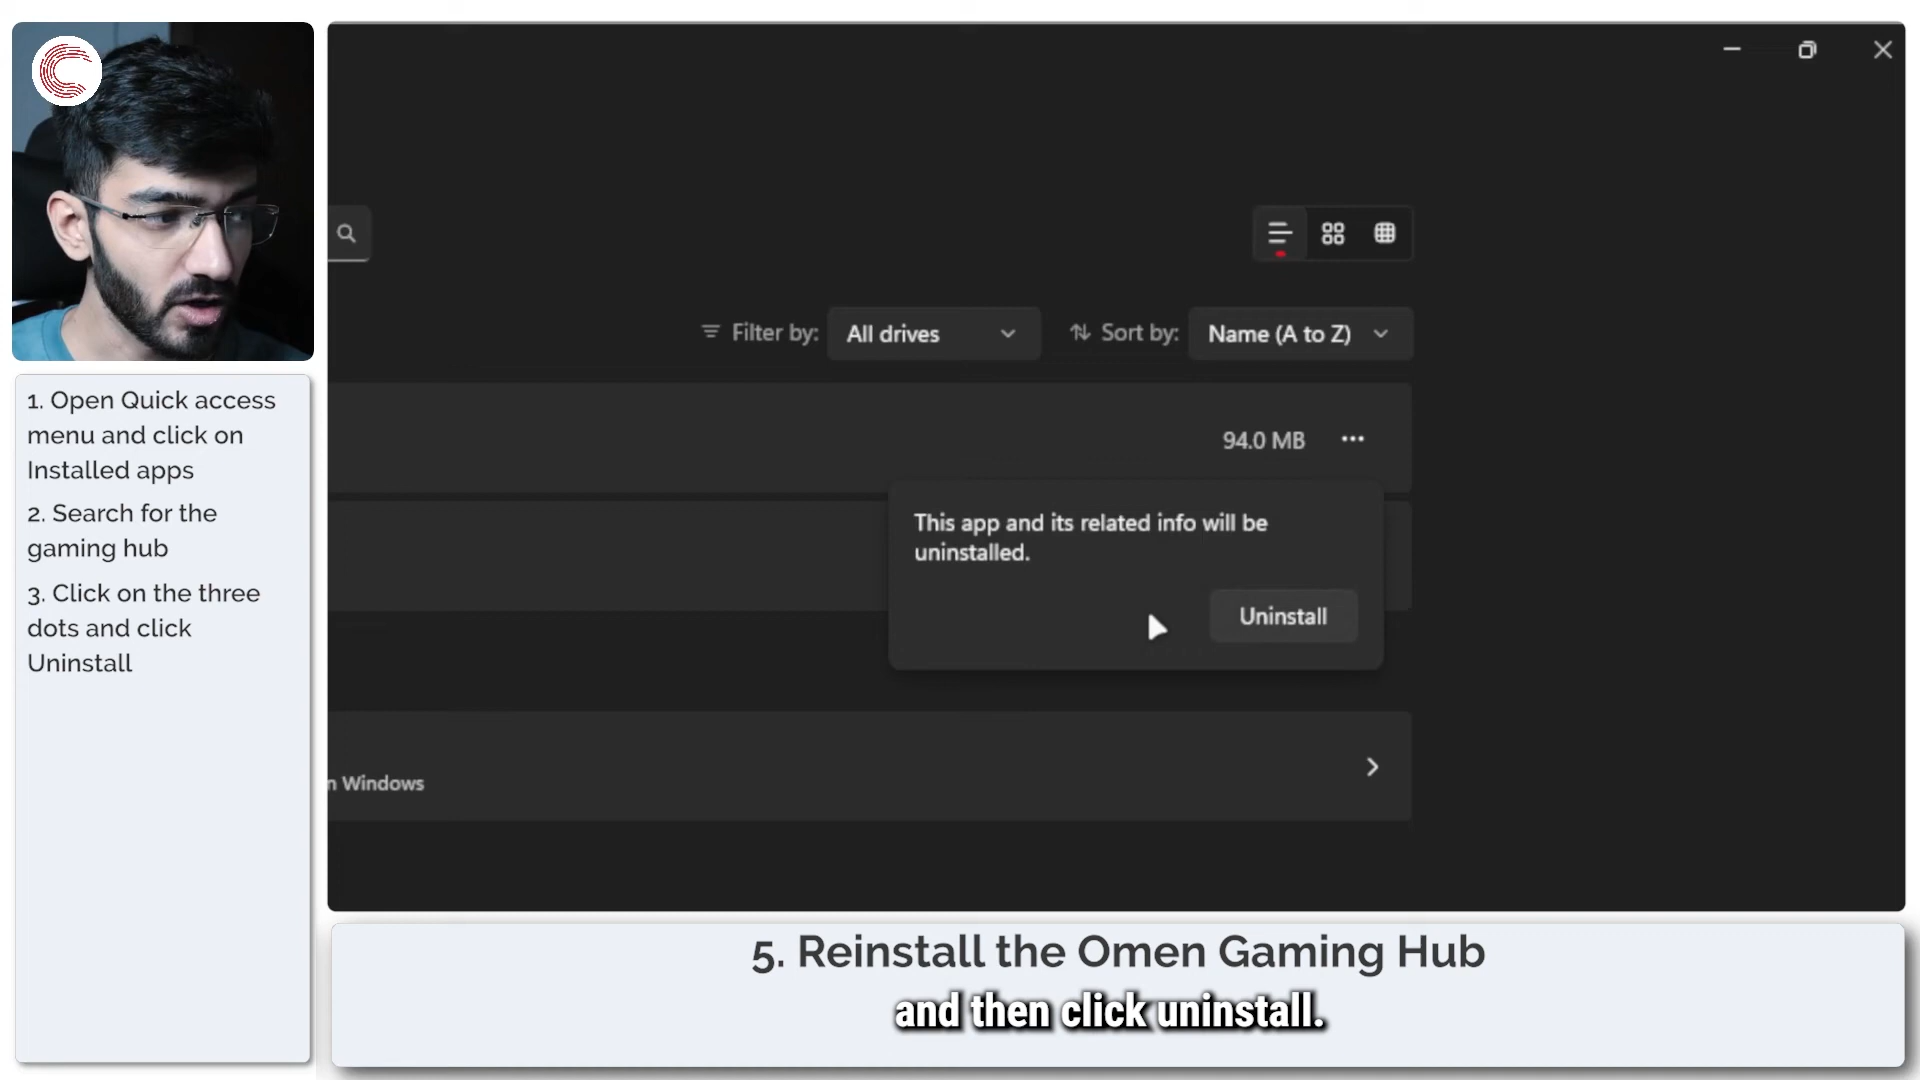 1. Open Quick access
menu and click on
Installed apps
2. Search for the
gaming hub
3. Click on the three
dots and click
Uninstall
Filter by: All drives Sort by: Name (A to Z)
94.0 MB
This app and its related info will be
uninstalled.
Uninstall
n Windows
5. Reinstall the Omen Gaming Hub
and then click uninstall.